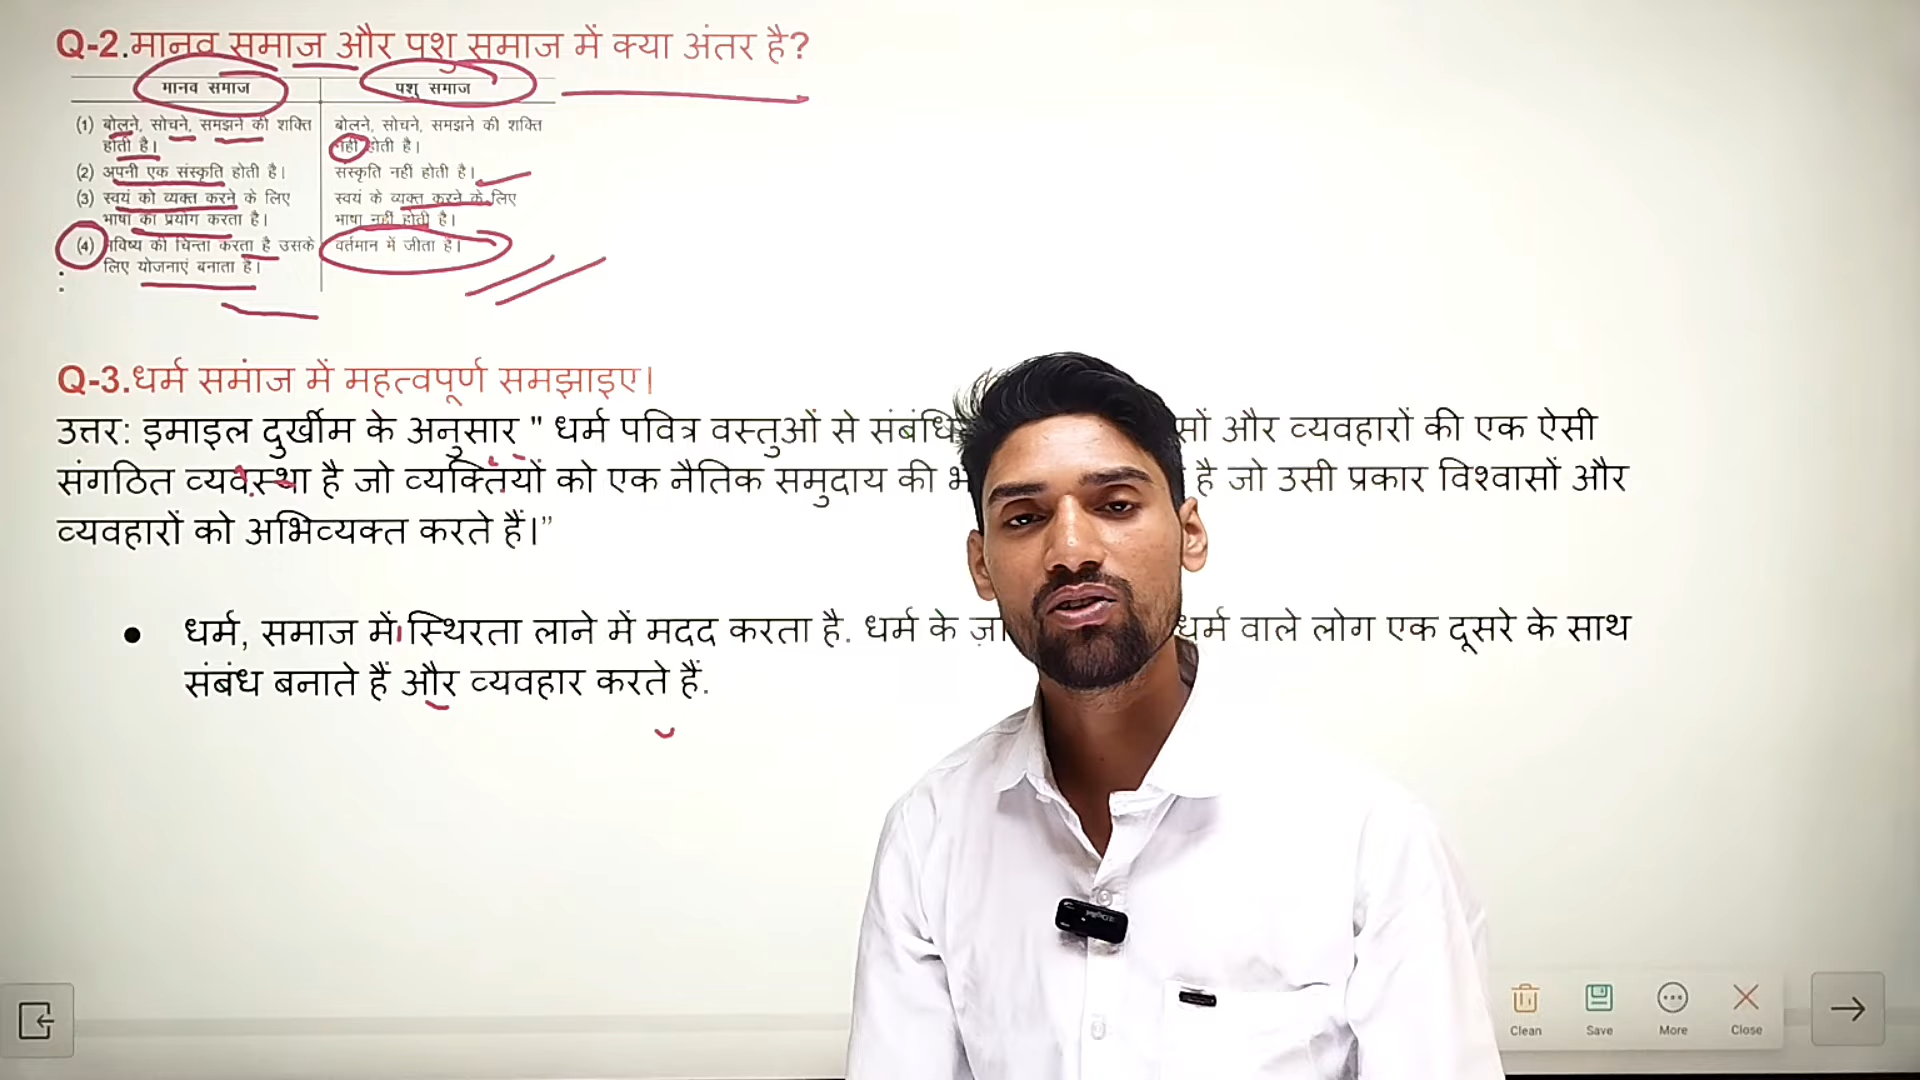 Q-2.मानव समाज और पशु समाज में क्या अंतर है?
मानव समाज पशु समाज
(1) बोलने, सोचने, समझने की शक्ति होती है। बोलने, सोचने, समझने की शक्ति नहीं होती है।
(2) अपनी एक संस्कृति होती है। संस्कृति नहीं होती है।
(3) स्वयं को व्यक्त करने के लिए भाषा का प्रयोग करता है। स्वयं के व्यक्त करने के लिए भाषा नहीं होती है।
(4) भविष्य की चिन्ता करता है उसके लिए योजनाएं बनाता है। वर्तमान में जीता है।
Q-3.धर्म समाज में महत्वपूर्ण समझाइए।
उत्तर: इमाइल दुर्खीम के अनुसार " धर्म पवित्र वस्तुओं से और व्यवहारों की एक ऐसी
संगठित व्यवस्था है जो व्यक्तियों को एक नैतिक समुदाय की है जो उसी प्रकार विश्वासों और
व्यवहारों को अभिव्यक्त करते हैं।”
● धर्म, समाज में स्थिरता लाने में मदद करता है. धर्म के धर्म वाले लोग एक दूसरे के साथ
संबंध बनाते हैं और व्यवहार करते हैं.
Clean Save More Close